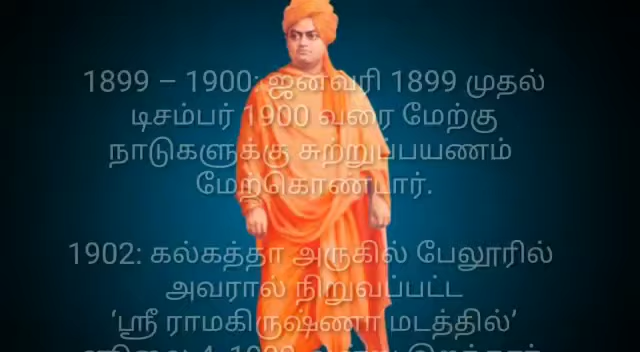 1899 – 1900: ஜனவரி 1899 முதல்
டிசம்பர் 1900 வரை மேற்கு
நாடுகளுக்கு சுற்றுப்பயணம்
மேற்கொண்டார்.
1902: கல்கத்தா அருகில் பேலூரில்
அவரால் நிறுவப்பட்ட
‘ஸ்ரீ ராமகிருஷ்ணா மடத்தில்’